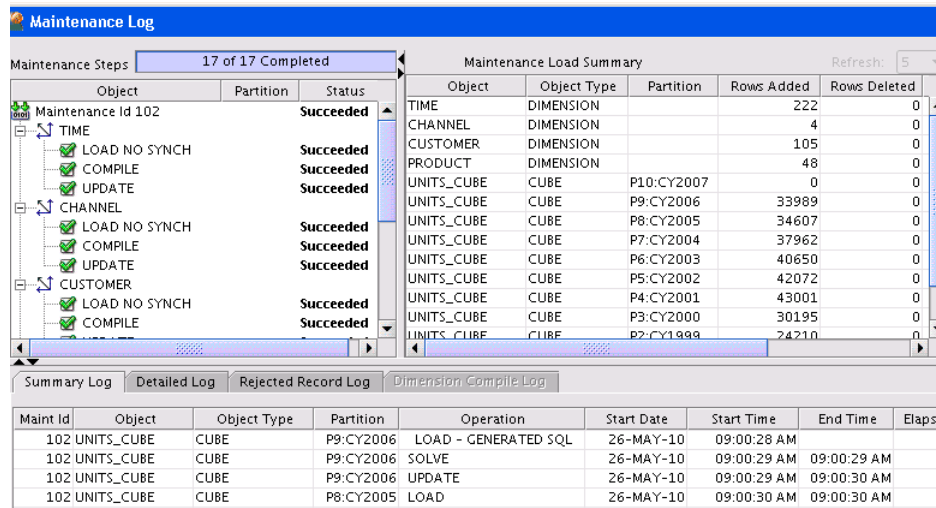 Maintenance Log
Maintenance Steps 17 of 17 Completed
Object Partition Status
Maintenance Id 102 Succeeded
TIME
LOAD NO SYNCH Succeeded
COMPILE Succeeded
UPDATE Succeeded
CHANNEL
LOAD NO SYNCH Succeeded
COMPILE Succeeded
UPDATE Succeeded
CUSTOMER
LOAD NO SYNCH Succeeded
COMPILE Succeeded
Maintenance Load Summary Refresh: 5
Object Object Type Partition Rows Added Rows Deleted
TIME DIMENSION 222 0
CHANNEL DIMENSION 4 0
CUSTOMER DIMENSION 105 0
PRODUCT DIMENSION 48 0
UNITS_CUBE CUBE P10:CY2007 0 0
UNITS_CUBE CUBE P9:CY2006 33989 0
UNITS_CUBE CUBE P8:CY2005 34607 0
UNITS_CUBE CUBE P7:CY2004 37962 0
UNITS_CUBE CUBE P6:CY2003 40650 0
UNITS_CUBE CUBE P5:CY2002 42072 0
UNITS_CUBE CUBE P4:CY2001 43001 0
UNITS_CUBE CUBE P3:CY2000 30195 0
UNITS_CUBE CUBE P2:CY1999 24210 0
Summary Log Detailed Log Rejected Record Log Dimension Compile Log
Maint Id Object Object Type Partition Operation Start Date Start Time End Time Elaps
102 UNITS_CUBE CUBE P9:CY2006 LOAD - GENERATED SQL 26-MAY-10 09:00:28 AM
102 UNITS_CUBE CUBE P9:CY2006 SOLVE 26-MAY-10 09:00:29 AM 09:00:29 AM
102 UNITS_CUBE CUBE P9:CY2006 UPDATE 26-MAY-10 09:00:29 AM 09:00:30 AM
102 UNITS_CUBE CUBE P8:CY2005 LOAD 26-MAY-10 09:00:30 AM 09:00:30 AM